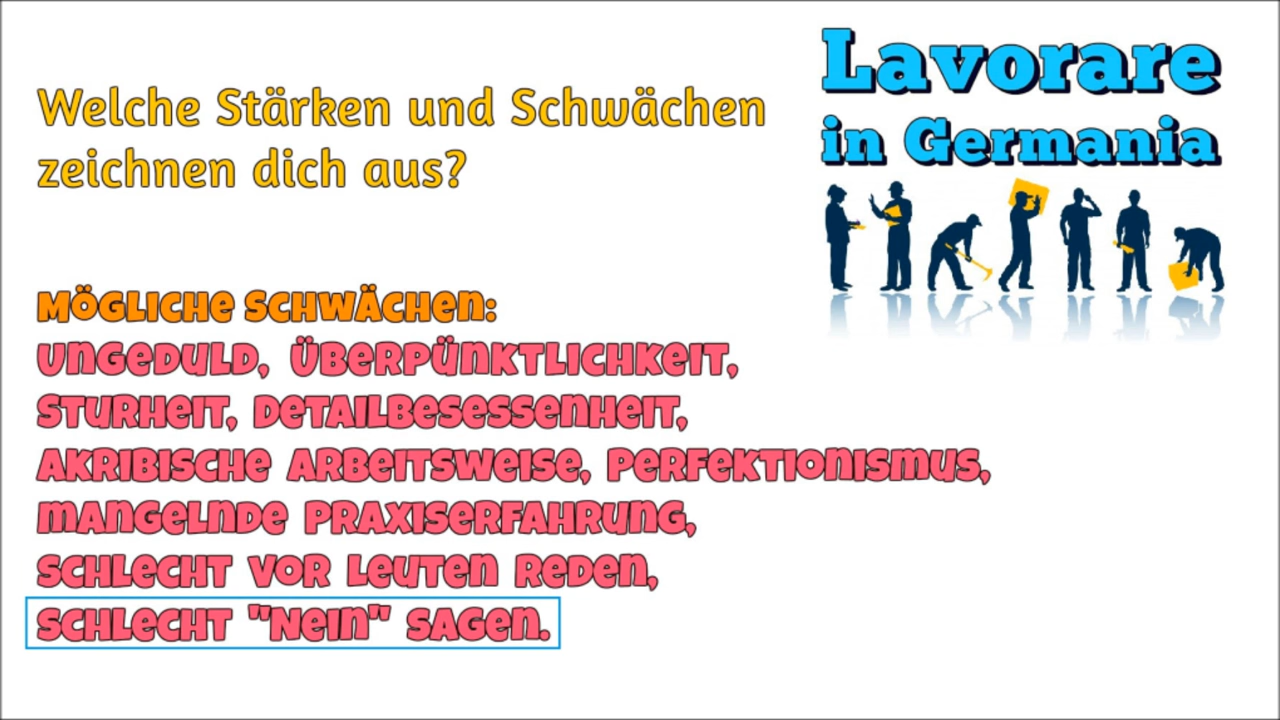 Welche Stärken und Schwächen
zeichnen dich aus?
Lavorare
in Germania
Mögliche Schwächen:
Ungeduld, Überpünktlichkeit,
Sturheit, Detailbesessenheit,
akribische Arbeitsweise, Perfektionismus,
mangelnde Praxiserfahrung,
schlecht vor Leuten reden,
schlecht "Nein" sagen.